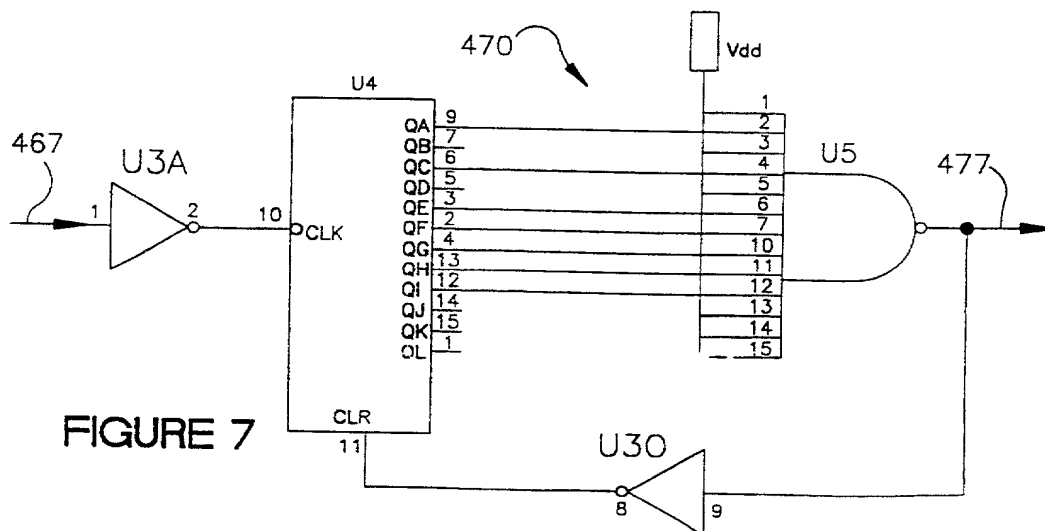 470
Vdd
U4
467
U3A
1
2
10
CLK
QA 9
QB 7
QC 6
QD 5
QE 3
QF 2
QG 4
QH 13
QI 12
QJ 14
QK 15
QL 1
CLR
11
1
2
3
4
5
6
7
10
11
12
13
14
15
U5
477
FIGURE 7
U30
8
9